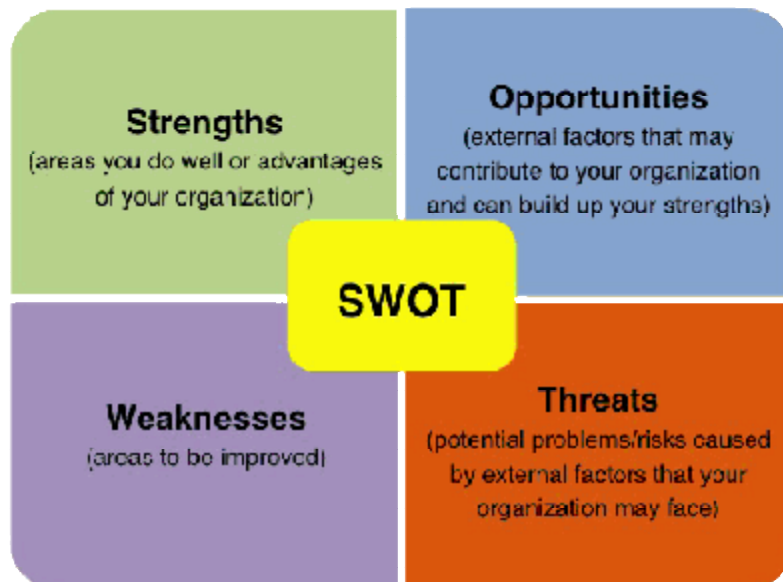 Strengths
(areas you do well or advantages
of your organization)
Opportunities
(external factors that may
contribute to your organization
and can build up your strengths)
SWOT
Weaknesses
(areas to be improved)
Threats
(potential problems/risks caused
by external factors that your
organization may face)